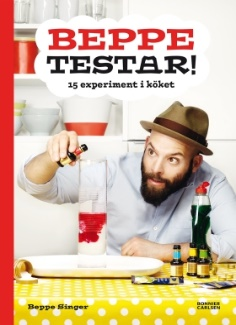 BEPPE
TESTAR!
15 experiment i köket
Beppe Singer
BONNIER
CARLSEN